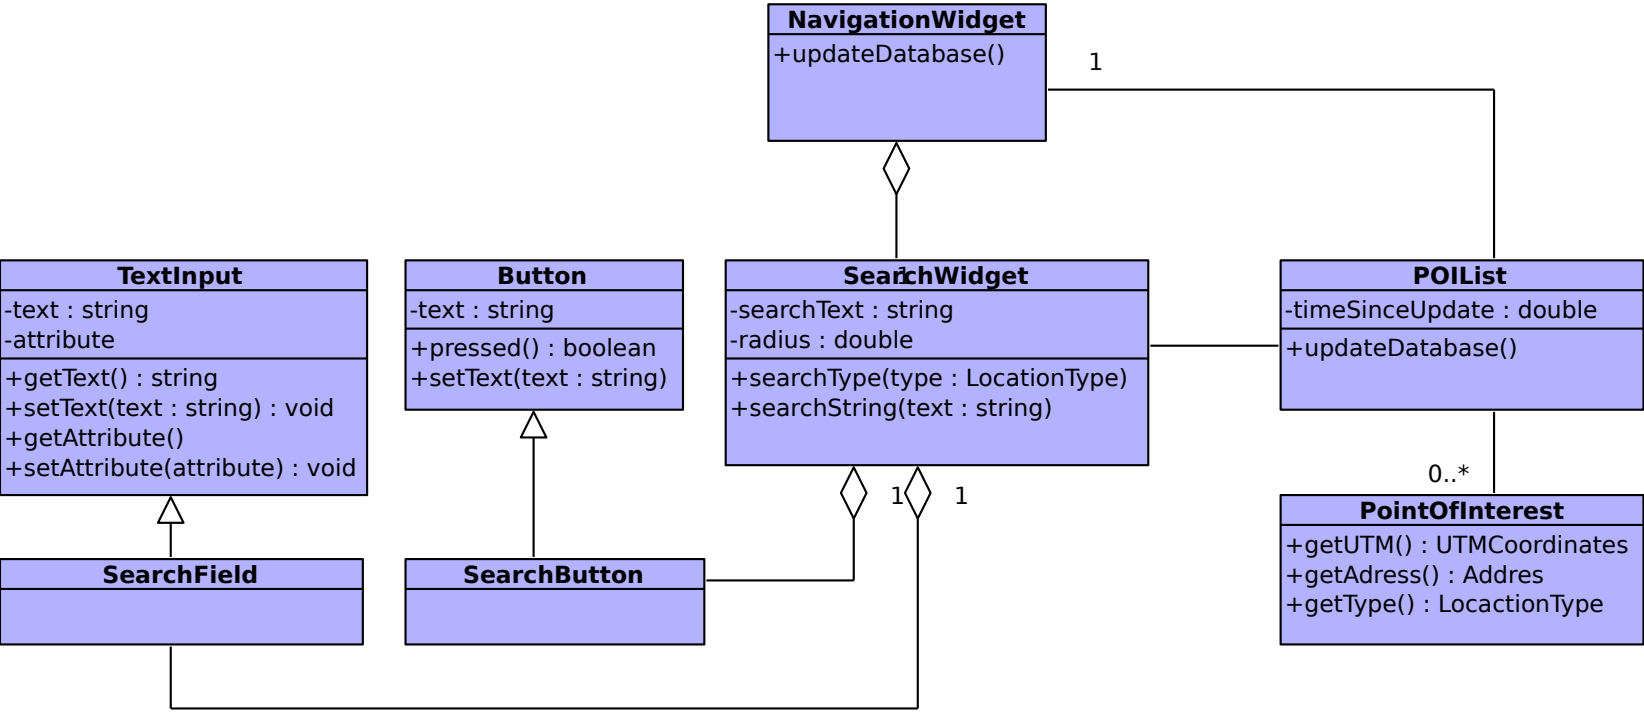 NavigationWidget
+updateDatabase()
1
TextInput
-text : string
-attribute
+getText() : string
+setText(text : string) : void
+getAttribute()
+setAttribute(attribute) : void
Button
-text : string
+pressed() : boolean
+setText(text : string)
SearchWidget
1
-searchText : string
-radius : double
+searchType(type : LocationType)
+searchString(text : string)
POIList
-timeSinceUpdate : double
+updateDatabase()
1
1
0..*
SearchField
SearchButton
PointOfInterest
+getUTM() : UTMCoordinates
+getAdress() : Addres
+getType() : LocactionType